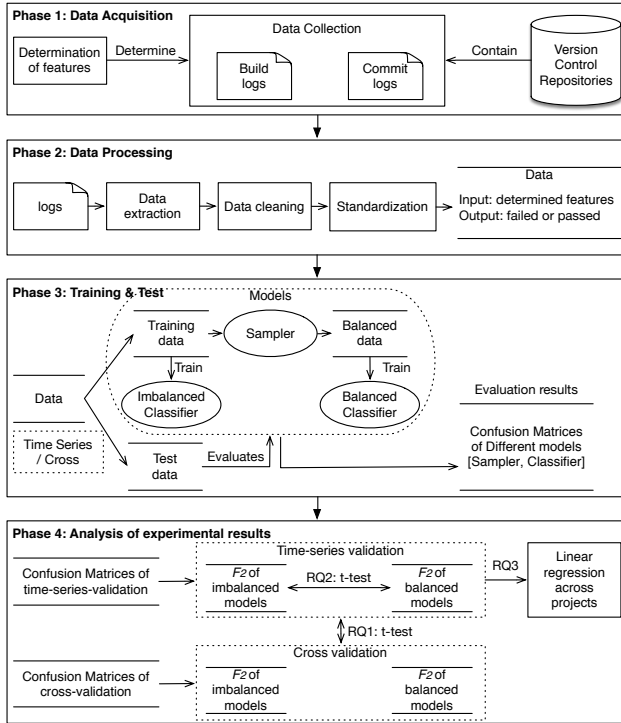 Phase 1: Data Acquisition
Determination
of features
Determine
Data Collection
Build
logs
Commit
logs
Contain
Version
Control
Repositories
Phase 2: Data Processing
logs
Data
extraction
Data cleaning
Standardization
Data
Input: determined features
Output: failed or passed
Phase 3: Training & Test
Models
Training
data
Sampler
Balanced
data
Train
Train
Imbalanced
Classifier
Balanced
Classifier
Data
Time Series
/ Cross
Test
data
Evaluates
Evaluation results
Confusion Matrices
of Different models
[Sampler, Classifier]
Phase 4: Analysis of experimental results
Time-series validation
Confusion Matrices of
time-series-validation
F2 of
imbalanced
models
RQ2: t-test
F2 of
balanced
models
RQ3
Linear
regression
across
projects
RQ1: t-test
Cross validation
Confusion Matrices of
cross-validation
F2 of
imbalanced
models
F2 of
balanced
models